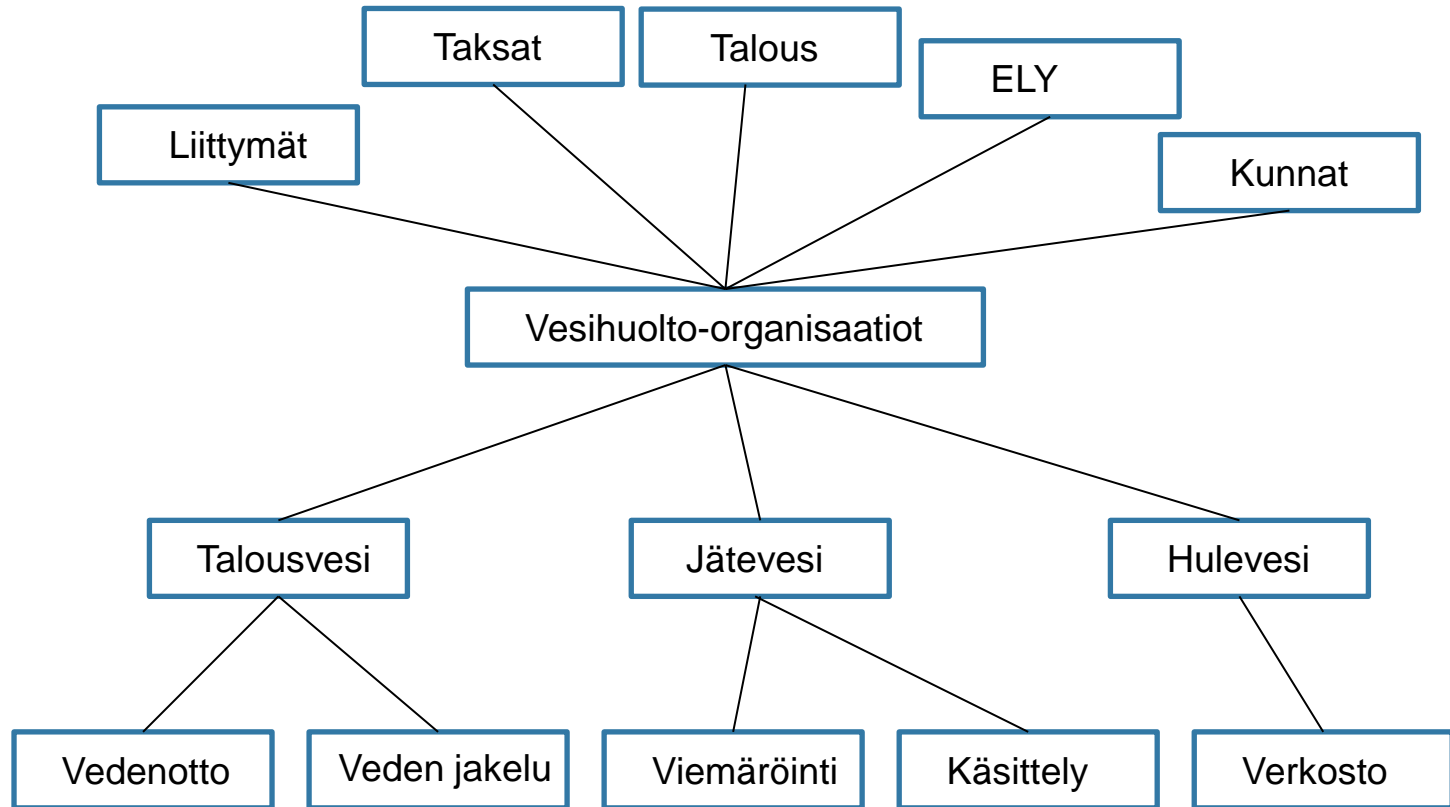 Taksat
Talous
ELY
Liittymät
Kunnat
Vesihuolto-organisaatiot
Talousvesi
Jätevesi
Hulevesi
Vedenotto
Veden jakelu
Viemäröinti
Käsittely
Verkosto